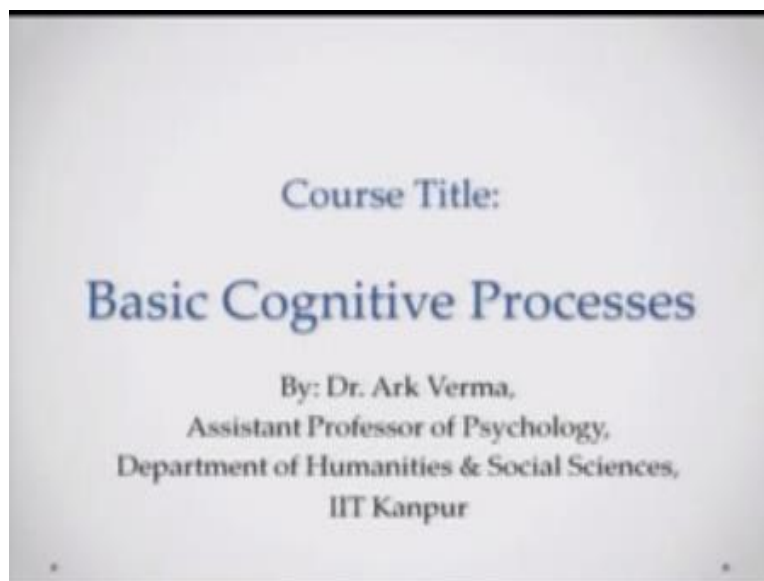 Course Title:
Basic Cognitive Processes
By: Dr. Ark Verma,
Assistant Professor of Psychology,
Department of Humanities & Social Sciences,
IIT Kanpur